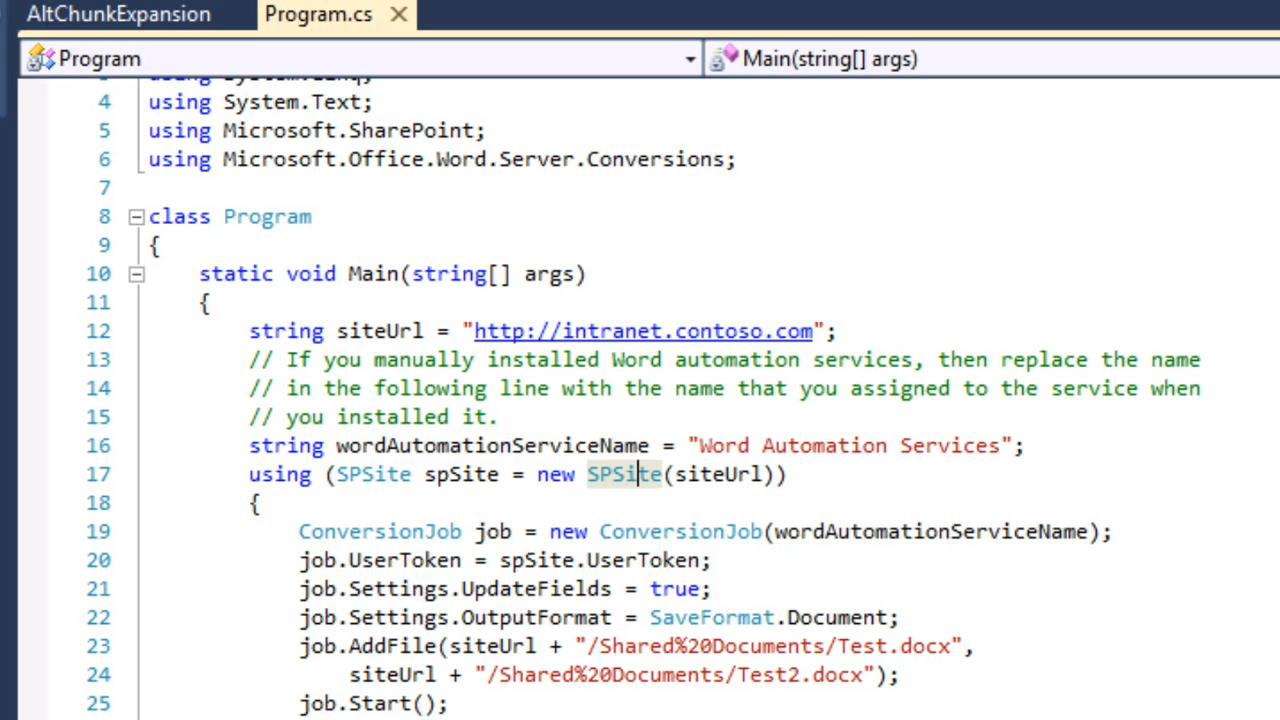 AltChunkExpansion Program.cs
Program Main(string[] args)
4 using System.Text;
5 using Microsoft.SharePoint;
6 using Microsoft.Office.Word.Server.Conversions;
7
8 class Program
9 {
10 static void Main(string[] args)
11 {
12 string siteUrl = "http://intranet.contoso.com";
13 // If you manually installed Word automation services, then replace the name
14 // in the following line with the name that you assigned to the service when
15 // you installed it.
16 string wordAutomationServiceName = "Word Automation Services";
17 using (SPSite spSite = new SPSite(siteUrl))
18 {
19 ConversionJob job = new ConversionJob(wordAutomationServiceName);
20 job.UserToken = spSite.UserToken;
21 job.Settings.UpdateFields = true;
22 job.Settings.OutputFormat = SaveFormat.Document;
23 job.AddFile(siteUrl + "/Shared%20Documents/Test.docx",
24 siteUrl + "/Shared%20Documents/Test2.docx");
25 job.Start();